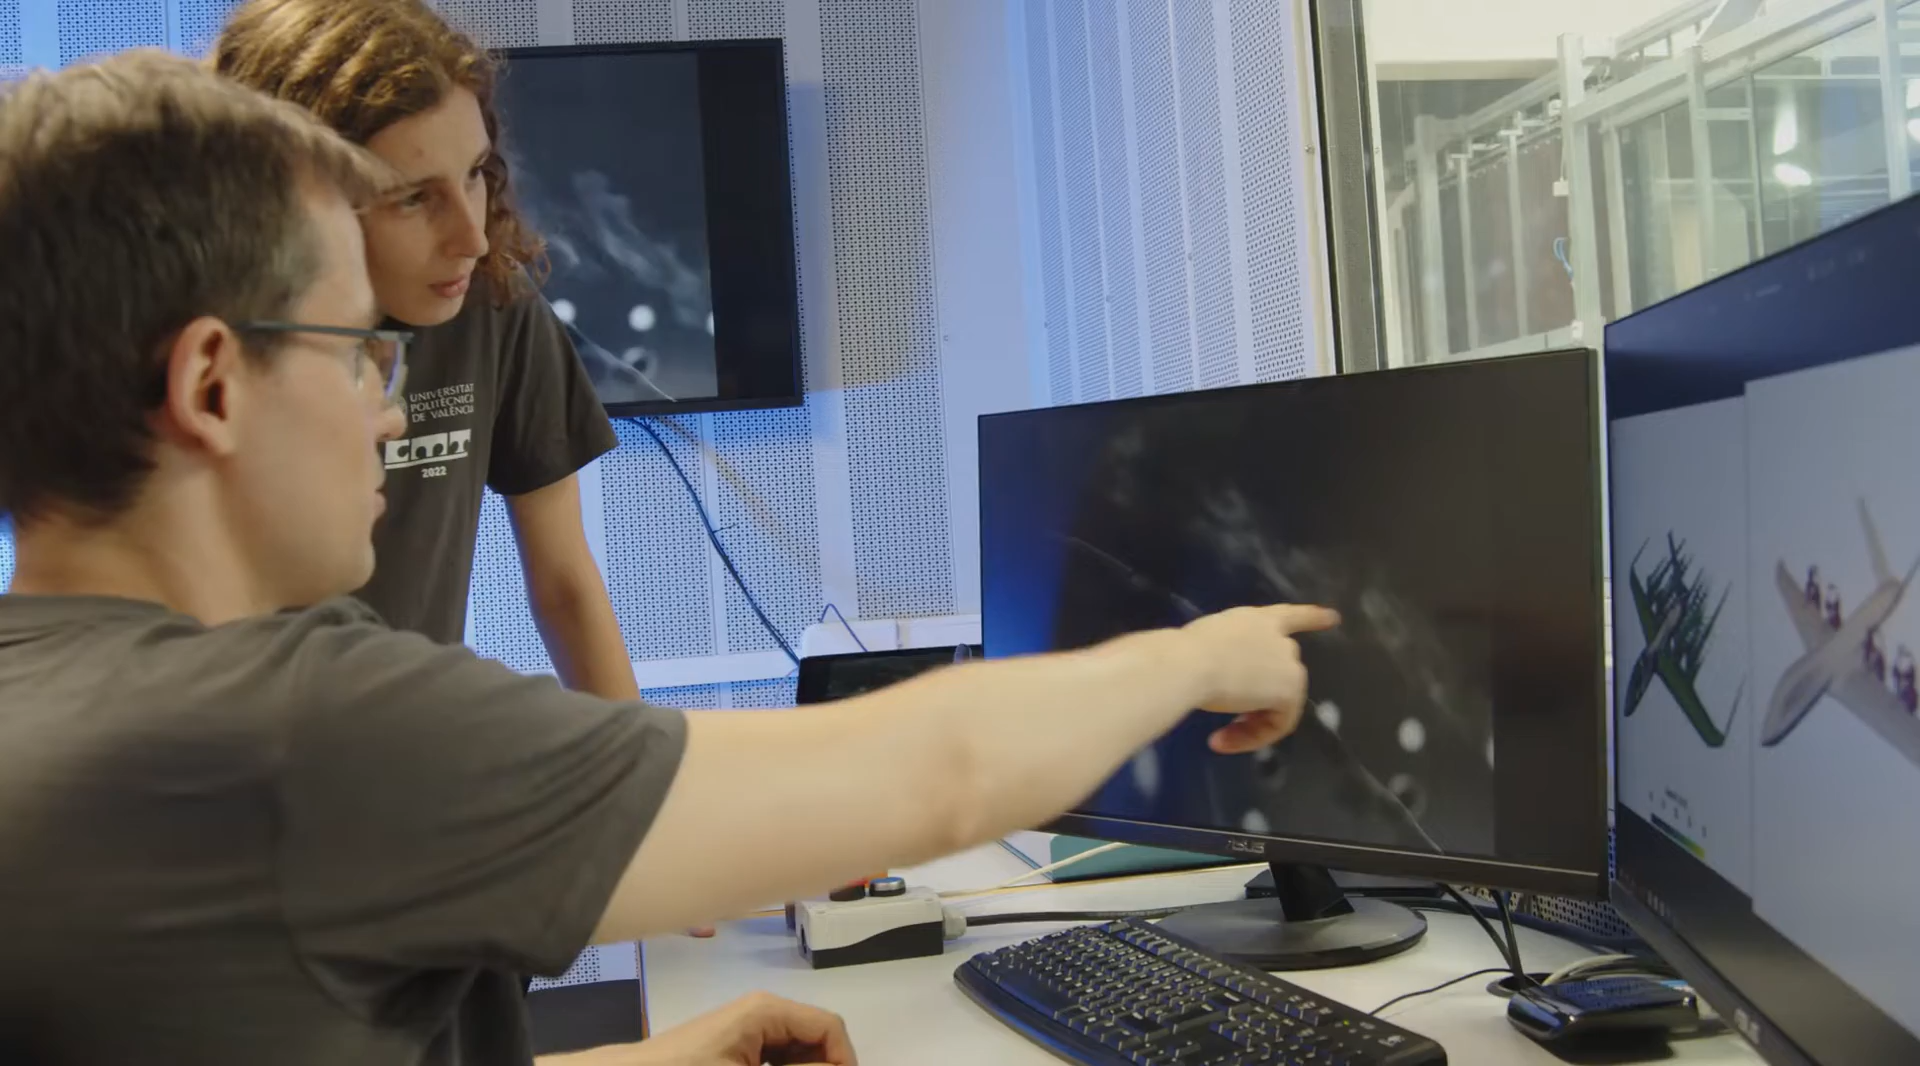 UNIVERSITAT
POLITÈCNICA
DE VALÈNCIA
CMT
2022
ASUS